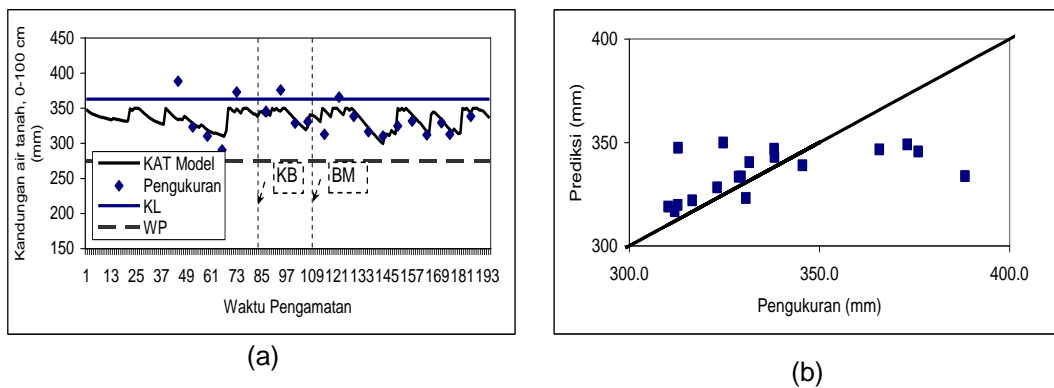 450
400
350
300
250
200
150
Kandungan air tanah, 0-100 cm
(mm)
KAT Model
Pengukuran
KL
WP
KB
BM
1 13 25 37 49 61 73 85 97 109 121 133 145 157 169 181 193
Waktu Pengamatan
(a)
400
350
300
Prediksi (mm)
300.0 350.0 400.0
Pengukuran (mm)
(b)